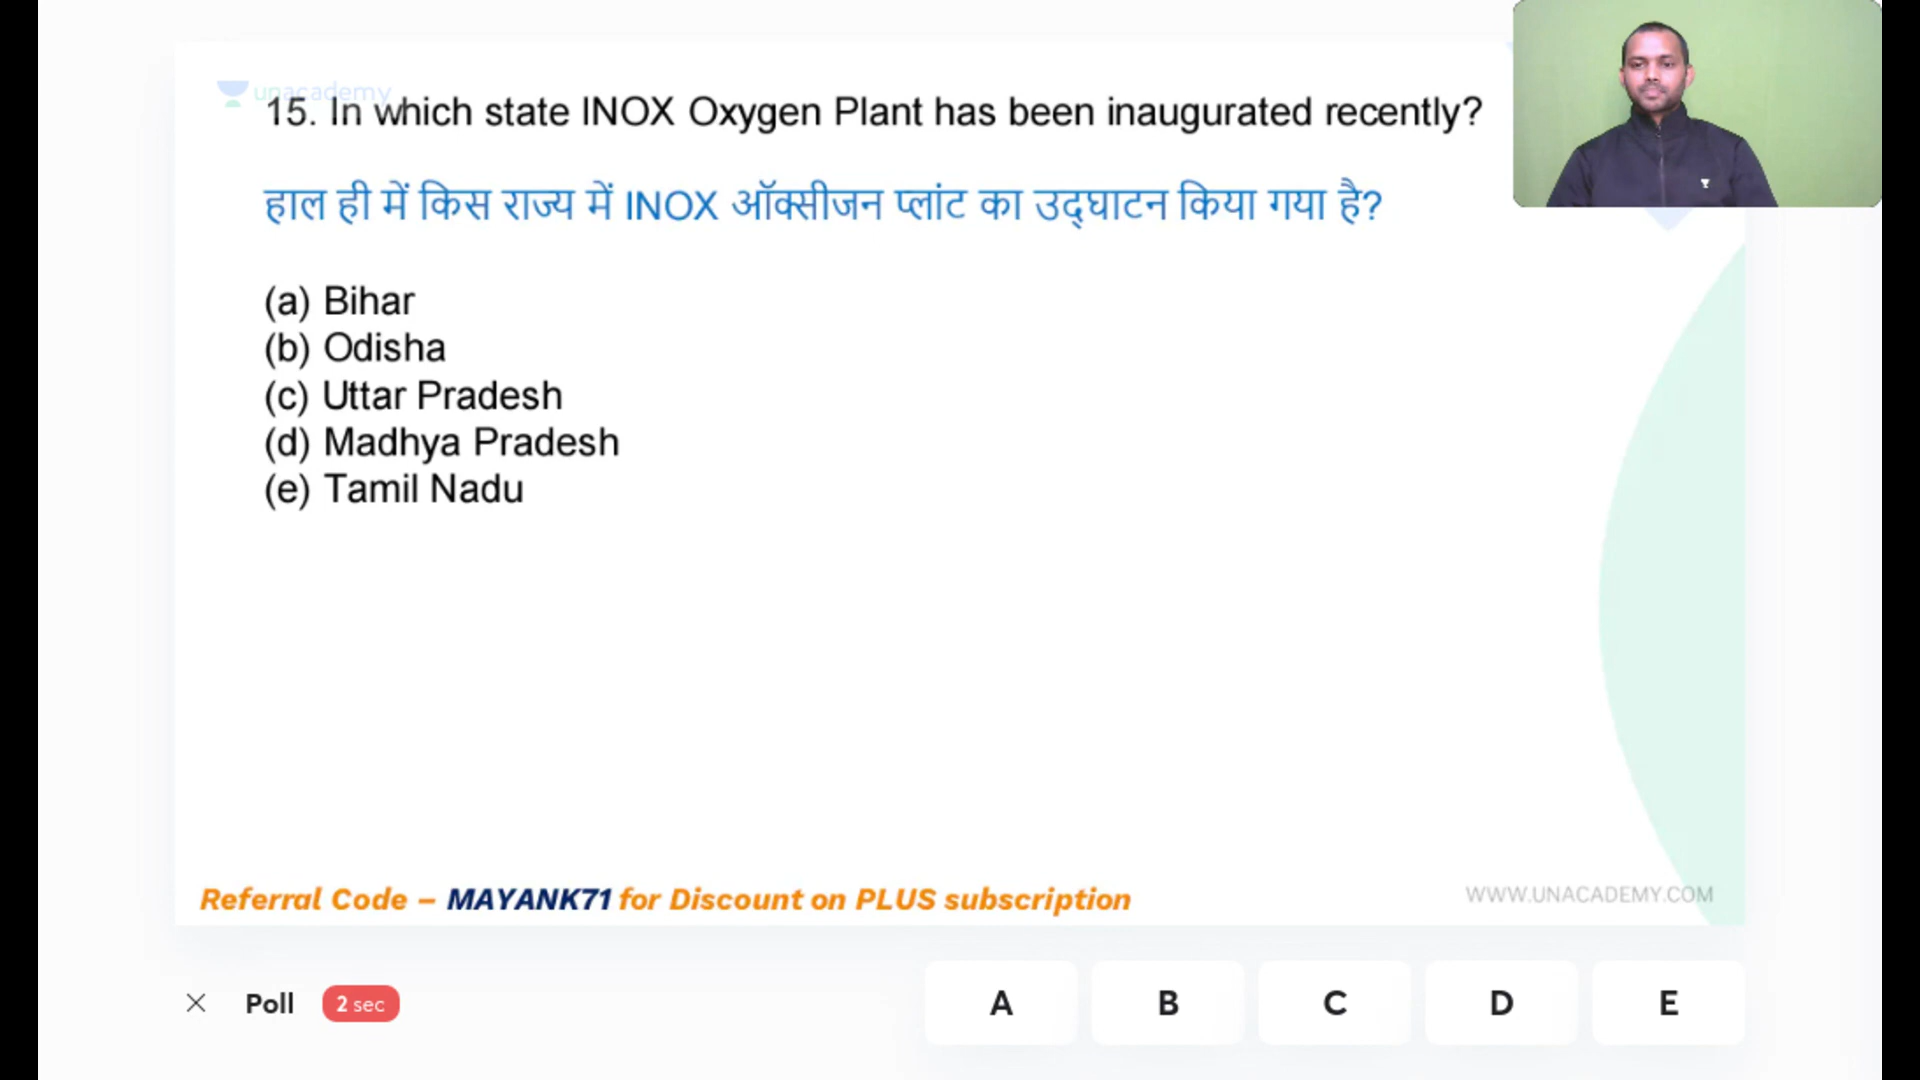 unacademy
15. In which state INOX Oxygen Plant has been inaugurated recently?
हाल ही में किस राज्य में INOX ऑक्सीजन प्लांट का उद्घाटन किया गया है?
(a) Bihar
(b) Odisha
(c) Uttar Pradesh
(d) Madhya Pradesh
(e) Tamil Nadu
Referral Code – MAYANK71 for Discount on PLUS subscription
WWW.UNACADEMY.COM
Poll 2 sec A B C D E